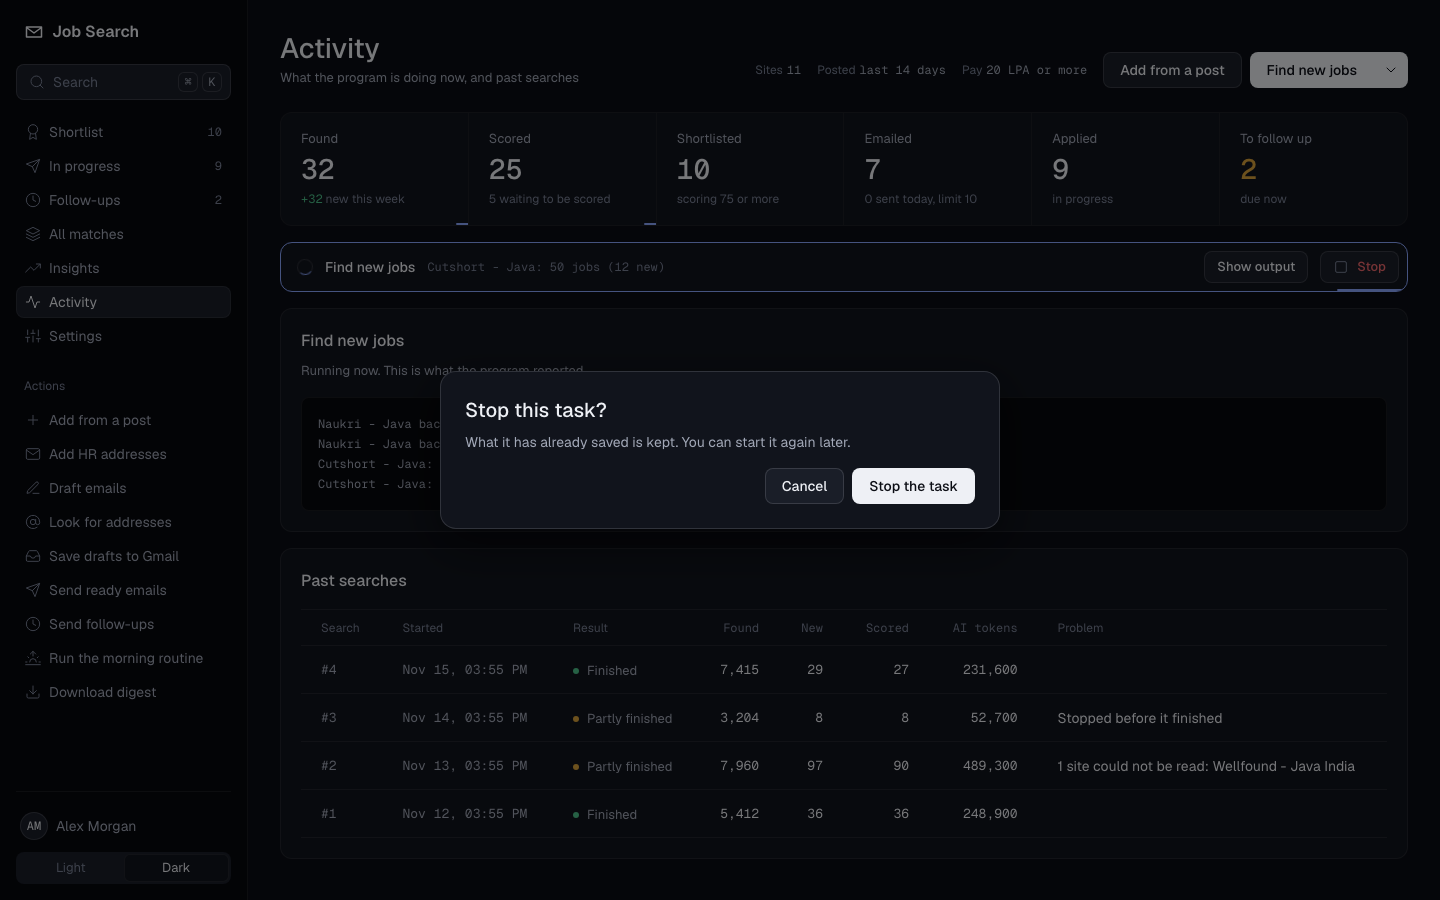 Job Search
Search ⌘ K
Shortlist 10
In progress 9
Follow-ups 2
All matches
Insights
Activity
Settings
Actions
Add from a post
Add HR addresses
Draft emails
Look for addresses
Save drafts to Gmail
Send ready emails
Send follow-ups
Run the morning routine
Download digest
AM Alex Morgan
Light Dark
Activity
What the program is doing now, and past searches
Sites 11 Posted last 14 days Pay 20 LPA or more
Add from a post
Find new jobs
Found
32
+32 new this week
Scored
25
5 waiting to be scored
Shortlisted
10
scoring 75 or more
Emailed
7
0 sent today, limit 10
Applied
9
in progress
To follow up
2
due now
Find new jobs Cutshort - Java: 50 jobs (12 new)
Show output
Stop
Find new jobs
Running now. This is what the program reported.
Naukri - Java bac
Naukri - Java bac
Cutshort - Java:
Cutshort - Java:
Stop this task?
What it has already saved is kept. You can start it again later.
Cancel
Stop the task
Past searches
Search Started Result Found New Scored AI tokens Problem
#4 Nov 15, 03:55 PM Finished 7,415 29 27 231,600
#3 Nov 14, 03:55 PM Partly finished 3,204 8 8 52,700 Stopped before it finished
#2 Nov 13, 03:55 PM Partly finished 7,960 97 90 489,300 1 site could not be read: Wellfound - Java India
#1 Nov 12, 03:55 PM Finished 5,412 36 36 248,900